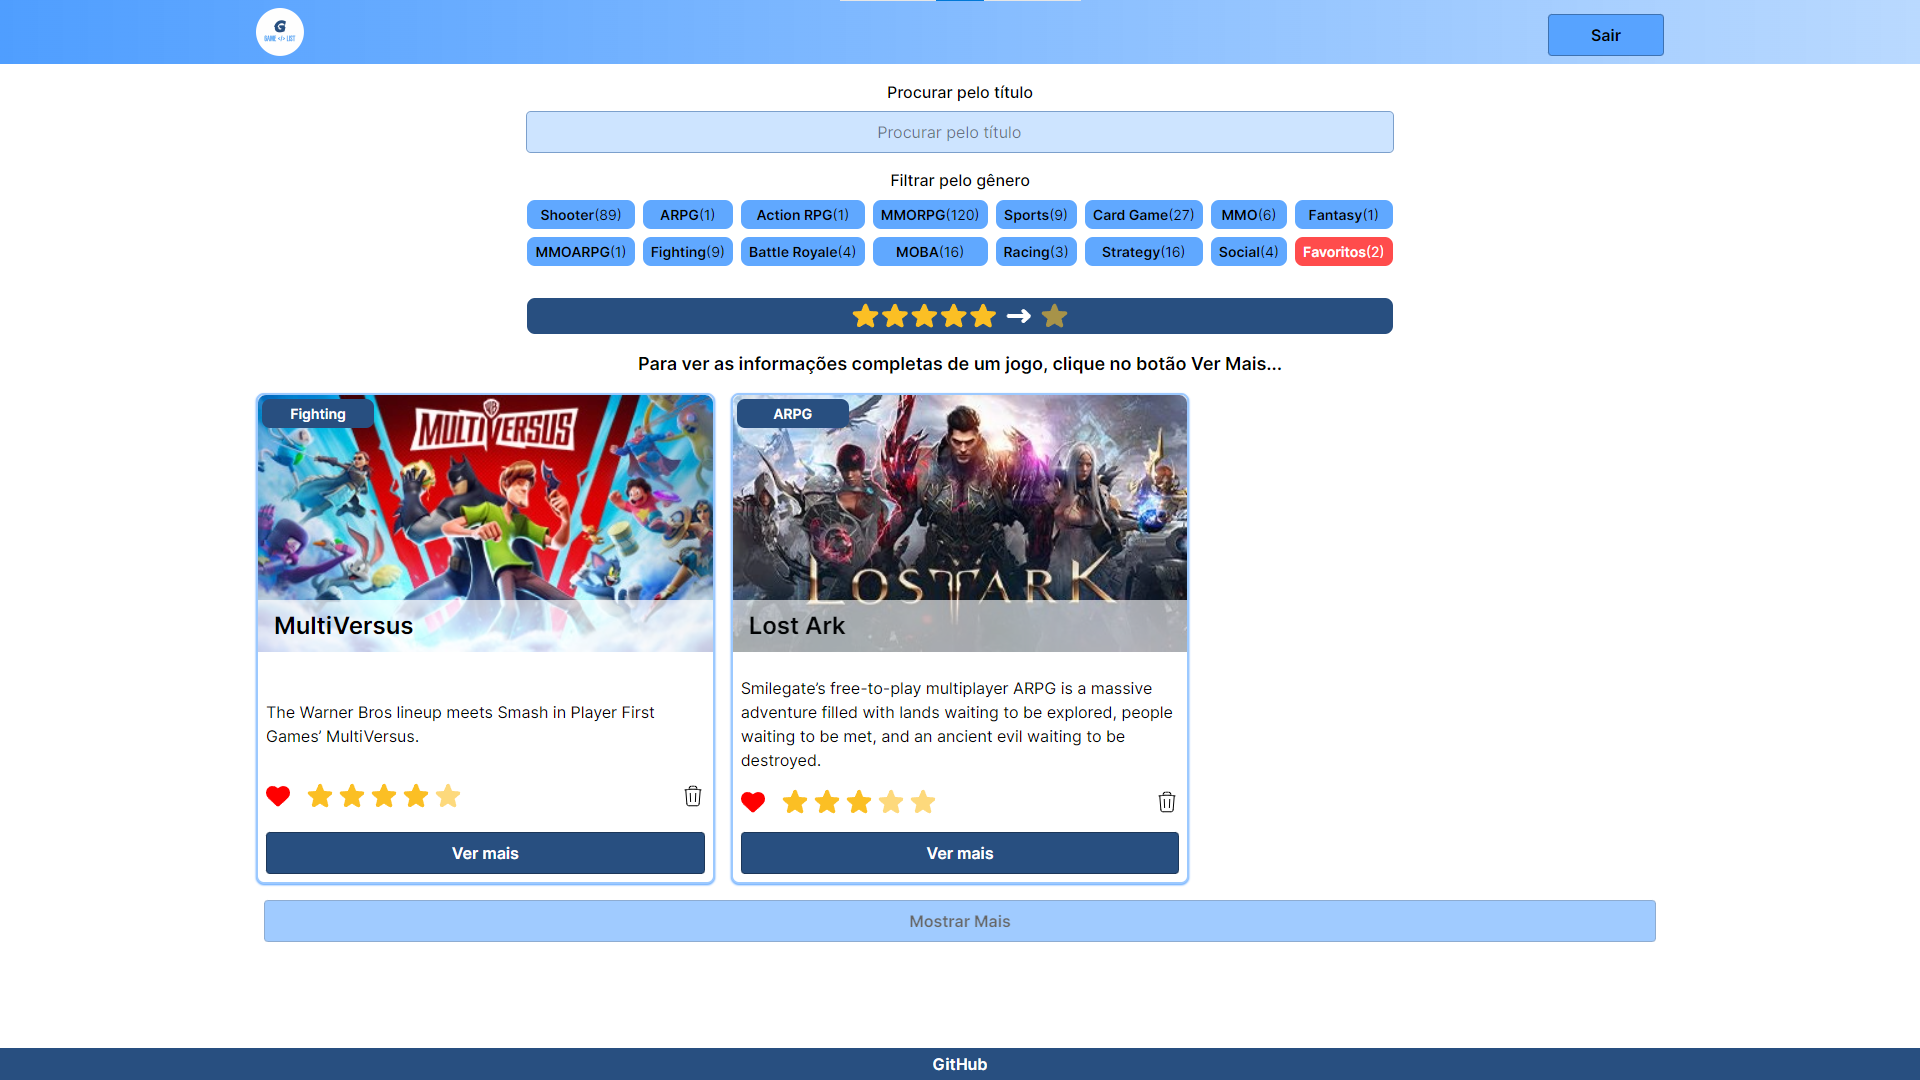 G
GAME </> LIST
Sair
Procurar pelo título
Procurar pelo título
Filtrar pelo gênero
Shooter(89) ARPG(1) Action RPG(1) MMORPG(120) Sports(9) Card Game(27) MMO(6) Fantasy(1)
MMOARPG(1) Fighting(9) Battle Royale(4) MOBA(16) Racing(3) Strategy(16) Social(4) Favoritos(2)
Para ver as informações completas de um jogo, clique no botão Ver Mais...
Fighting
MULTIVERSUS
MultiVersus
The Warner Bros lineup meets Smash in Player First
Games’ MultiVersus.
Ver mais
ARPG
LOST ARK
Lost Ark
Smilegate’s free-to-play multiplayer ARPG is a massive
adventure filled with lands waiting to be explored, people
waiting to be met, and an ancient evil waiting to be
destroyed.
Ver mais
Mostrar Mais
GitHub